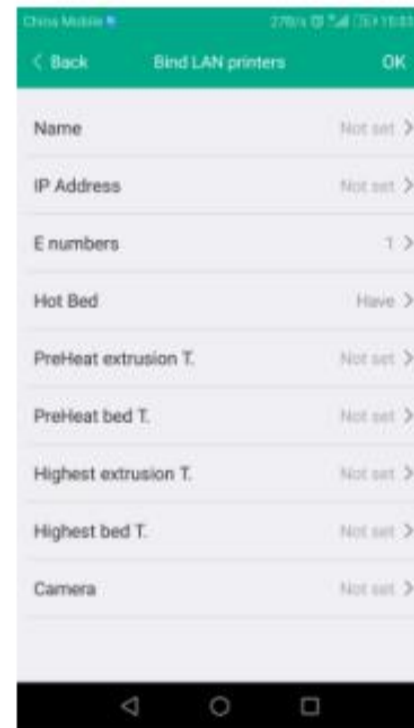 China Mobile
< Back Bind LAN printers OK
Name Not set >
IP Address Not set >
E numbers 1 >
Hot Bed Have >
PreHeat extrusion T. Not set >
PreHeat bed T. Not set >
Highest extrusion T. Not set >
Highest bed T. Not set >
Camera Not set >